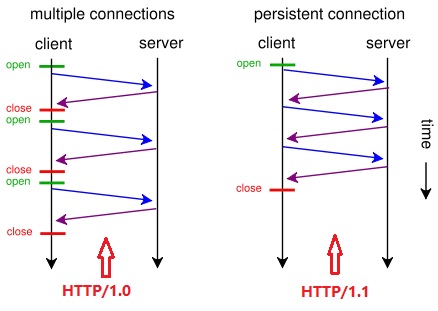 multiple connections
client
server
open
close
open
close
open
close
HTTP/1.0
persistent connection
client
server
open
close
time
HTTP/1.1